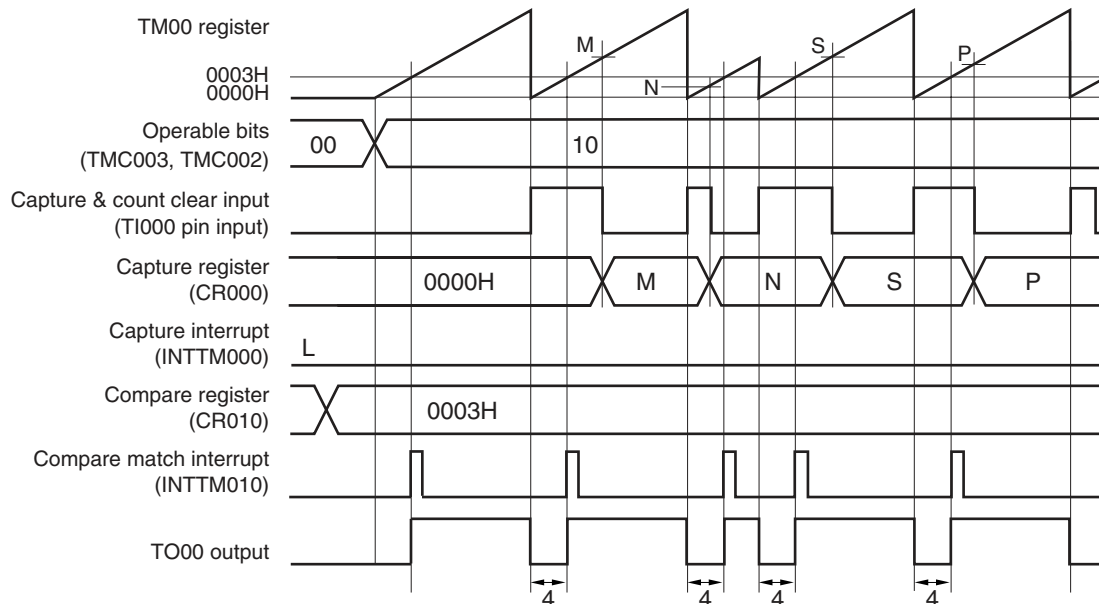 TM00 register
M
S
P
0003H
0000H
N
Operable bits
(TMC003, TMC002)
00
10
Capture & count clear input
(TI000 pin input)
Capture register
(CR000)
0000H
M
N
S
P
Capture interrupt
(INTTM000)
L
Compare register
(CR010)
0003H
Compare match interrupt
(INTTM010)
TO00 output
4
4
4
4